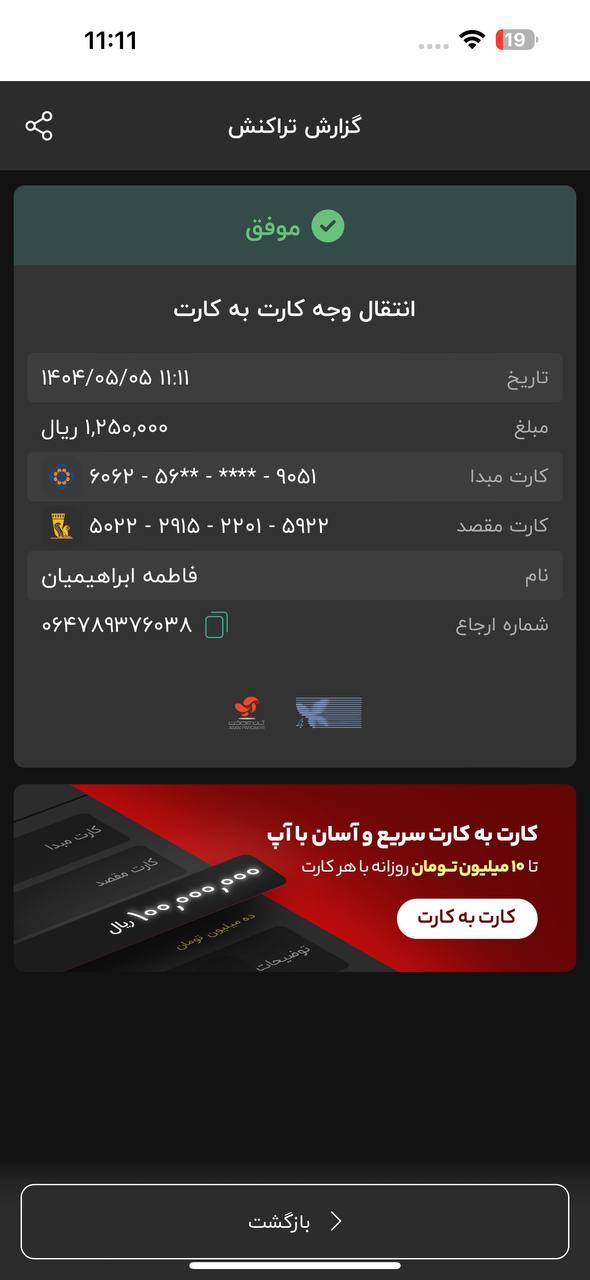 11:11
19
گزارش تراکنش
موفق
انتقال وجه کارت به کارت
تاریخ ۱۴۰۴/۰۵/۰۵ ۱۱:۱۱
مبلغ ۱,۲۵۰,۰۰۰ ریال
کارت مبدا ۶۰۶۲ - ۵۶** - **** - ۹۰۵۱
کارت مقصد ۵۰۲۲ - ۲۹۱۵ - ۲۲۰۱ - ۵۹۲۲
نام فاطمه ابراهیمیان
شماره ارجاع ۰۶۴۷۸۹۳۷۶۰۳۸
کارت به کارت سریع و آسان با آپ
تا ۱۰ میلیون تومان روزانه با هر کارت
کارت به کارت
کارت مبدا
کارت مقصد
۱۰۰,۰۰۰,۰۰۰ ریال
ده میلیون تومان
توضیحات
بازگشت